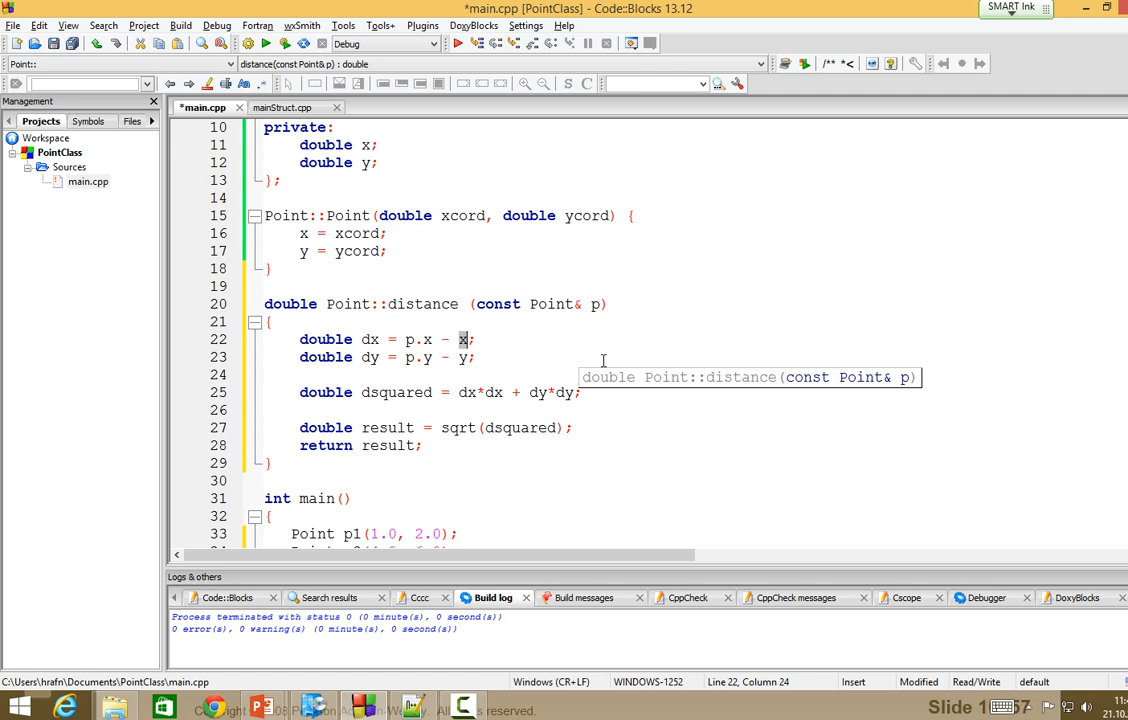 *main.cpp [PointClass] - Code::Blocks 13.12
SMART Ink
File Edit View Search Project Build Debug Fortran wxSmith Tools Tools+ Plugins DoxyBlocks Settings Help
Debug
Point:: distance(const Point& p) : double
/** *<
Aa .* S C
Management
*main.cpp mainStruct.cpp
Projects Symbols Files
Workspace
PointClass
Sources
main.cpp
10 private:
11 double x;
12 double y;
13 };
14
15 Point::Point(double xcord, double ycord) {
16 x = xcord;
17 y = ycord;
18 }
19
20 double Point::distance (const Point& p)
21 {
22 double dx = p.x - x;
23 double dy = p.y - y;
double Point::distance(const Point& p)
24
25 double dsquared = dx*dx + dy*dy;
26
27 double result = sqrt(dsquared);
28 return result;
29 }
30
31 int main()
32 {
33 Point p1(1.0, 2.0);
Logs & others
Code::Blocks Search results Cccc Build log Build messages CppCheck CppCheck messages Cscope Debugger DoxyBlocks
Process terminated with status 0 (0 minute(s), 0 second(s))
0 error(s), 0 warning(s) (0 minute(s), 0 second(s))
C:\Users\hrafn\Documents\PointClass\main.cpp Windows (CR+LF) WINDOWS-1252 Line 22, Column 24 Insert Modified Read/Write default
Slide
21.10.